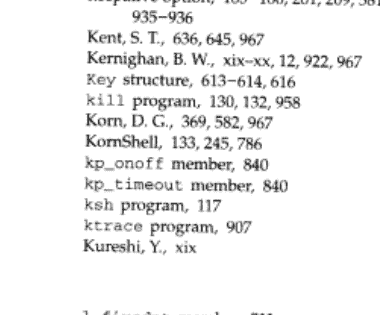 935–936
Kent, S. T., 636, 645, 967
Kernighan, B. W., xix–xx, 12, 922, 967
Key structure, 613–614, 616
kill program, 130, 132, 958
Korn, D. G., 369, 582, 967
KornShell, 133, 245, 786
kp_onoff member, 840
kp_timeout member, 840
ksh program, 117
ktrace program, 907
Kureshi, Y., xix